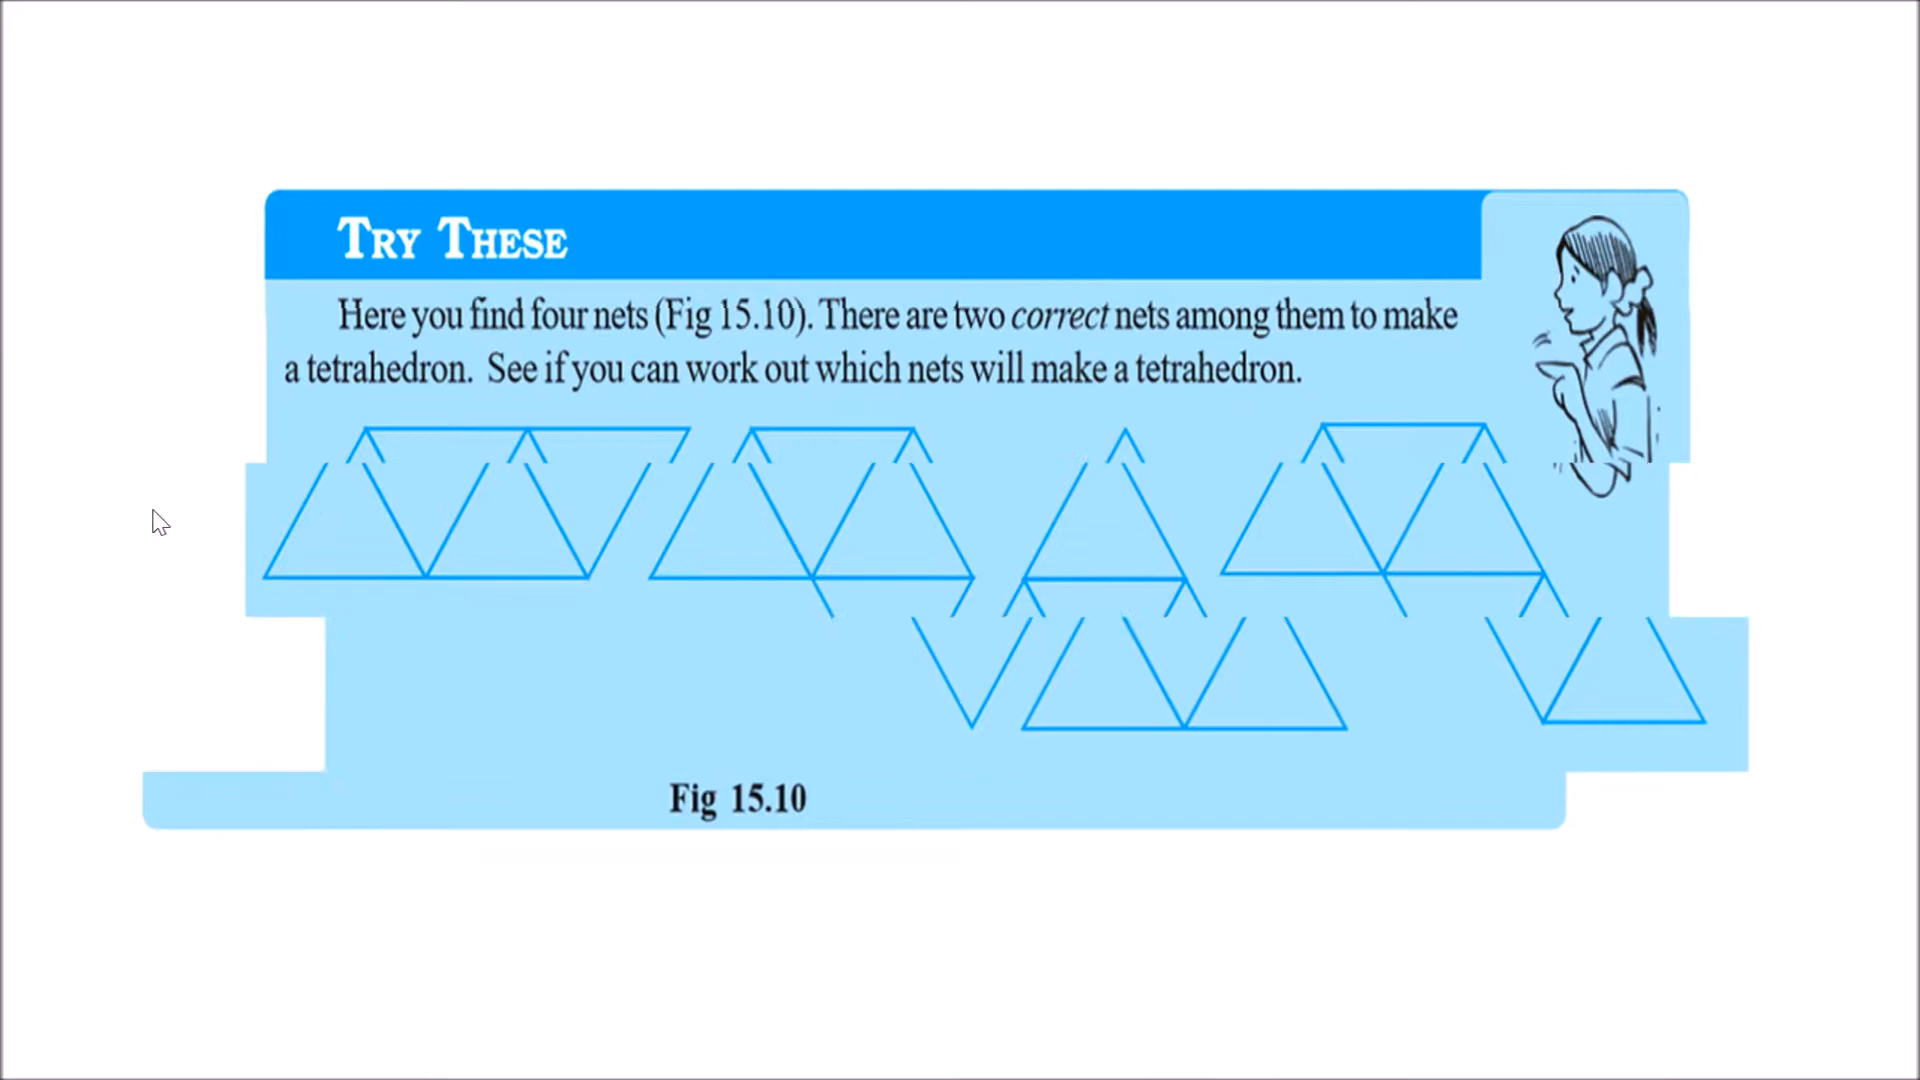 TRY THESE
Here you find four nets (Fig 15.10). There are two correct nets among them to make
a tetrahedron. See if you can work out which nets will make a tetrahedron.
Fig 15.10